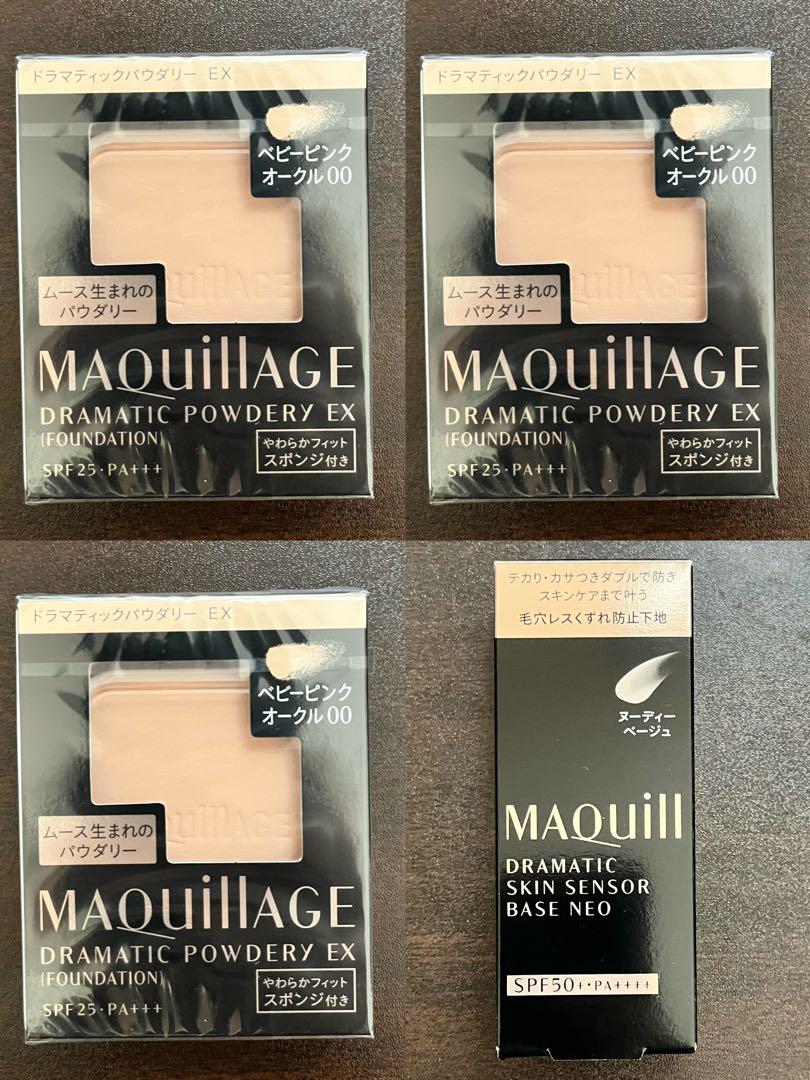 ドラマティックパウダリー EX
ベビーピンク
オークル00
ムース生まれの
パウダリー
MAQuillAGE
DRAMATIC POWDERY EX
(FOUNDATION)
やわらかフィット
スポンジ付き
SPF25・PA+++
ドラマティックパウダリー EX
ベビーピンク
オークル00
ムース生まれの
パウダリー
MAQuillAGE
DRAMATIC POWDERY EX
(FOUNDATION)
やわらかフィット
スポンジ付き
SPF25・PA+++
ドラマティックパウダリー EX
ベビーピンク
オークル00
ムース生まれの
パウダリー
MAQuillAGE
DRAMATIC POWDERY EX
(FOUNDATION)
やわらかフィット
スポンジ付き
SPF25・PA+++
テカリ・カサつきダブルで防ぎ
スキンケアまで叶う
毛穴レスくずれ防止下地
ヌーディー
ベージュ
MAQuill
DRAMATIC
SKIN SENSOR
BASE NEO
SPF50+・PA++++